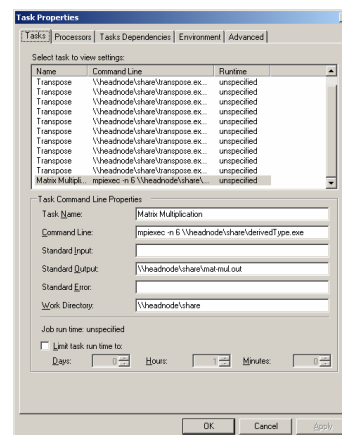 Task Properties
Tasks Processors Tasks Dependencies Environment Advanced
Select task to view settings:
Name Command Line Runtime
Transpose \\headnode\share\transpose.ex... unspecified
Transpose \\headnode\share\transpose.ex... unspecified
Transpose \\headnode\share\transpose.ex... unspecified
Transpose \\headnode\share\transpose.ex... unspecified
Transpose \\headnode\share\transpose.ex... unspecified
Transpose \\headnode\share\transpose.ex... unspecified
Transpose \\headnode\share\transpose.ex... unspecified
Transpose \\headnode\share\transpose.ex... unspecified
Transpose \\headnode\share\transpose.ex... unspecified
Matrix Multipli... mpiexec -n 6 \\headnode\share\... unspecified
Task Command Line Properties
Task Name: Matrix Multiplication
Command Line: mpiexec -n 6 \\headnode\share\derivedType.exe
Standard Input:
Standard Output: \\headnode\share\mat-mul.out
Standard Error:
Work Directory: \\headnode\share
Job run time: unspecified
Limit task run time to:
Days: 0 Hours: 1 Minutes: 0
OK Cancel Apply